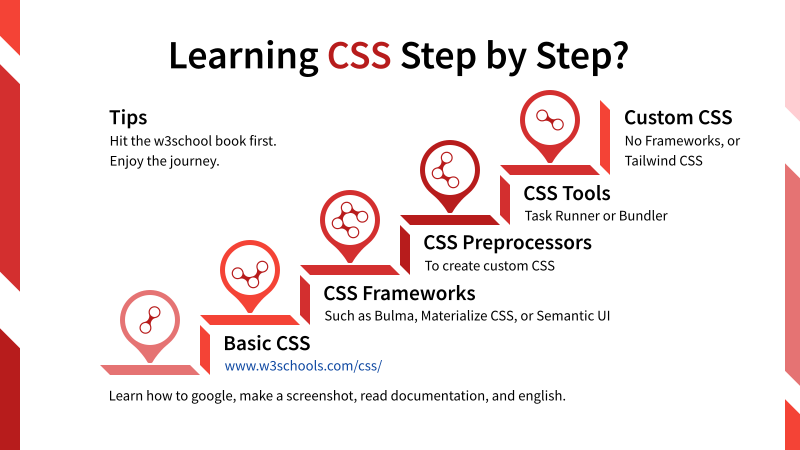 Learning CSS Step by Step?
Tips
Hit the w3school book first.
Enjoy the journey.
Custom CSS
No Frameworks, or
Tailwind CSS
CSS Tools
Task Runner or Bundler
CSS Preprocessors
To create custom CSS
CSS Frameworks
Such as Bulma, Materialize CSS, or Semantic UI
Basic CSS
www.w3schools.com/css/
Learn how to google, make a screenshot, read documentation, and english.